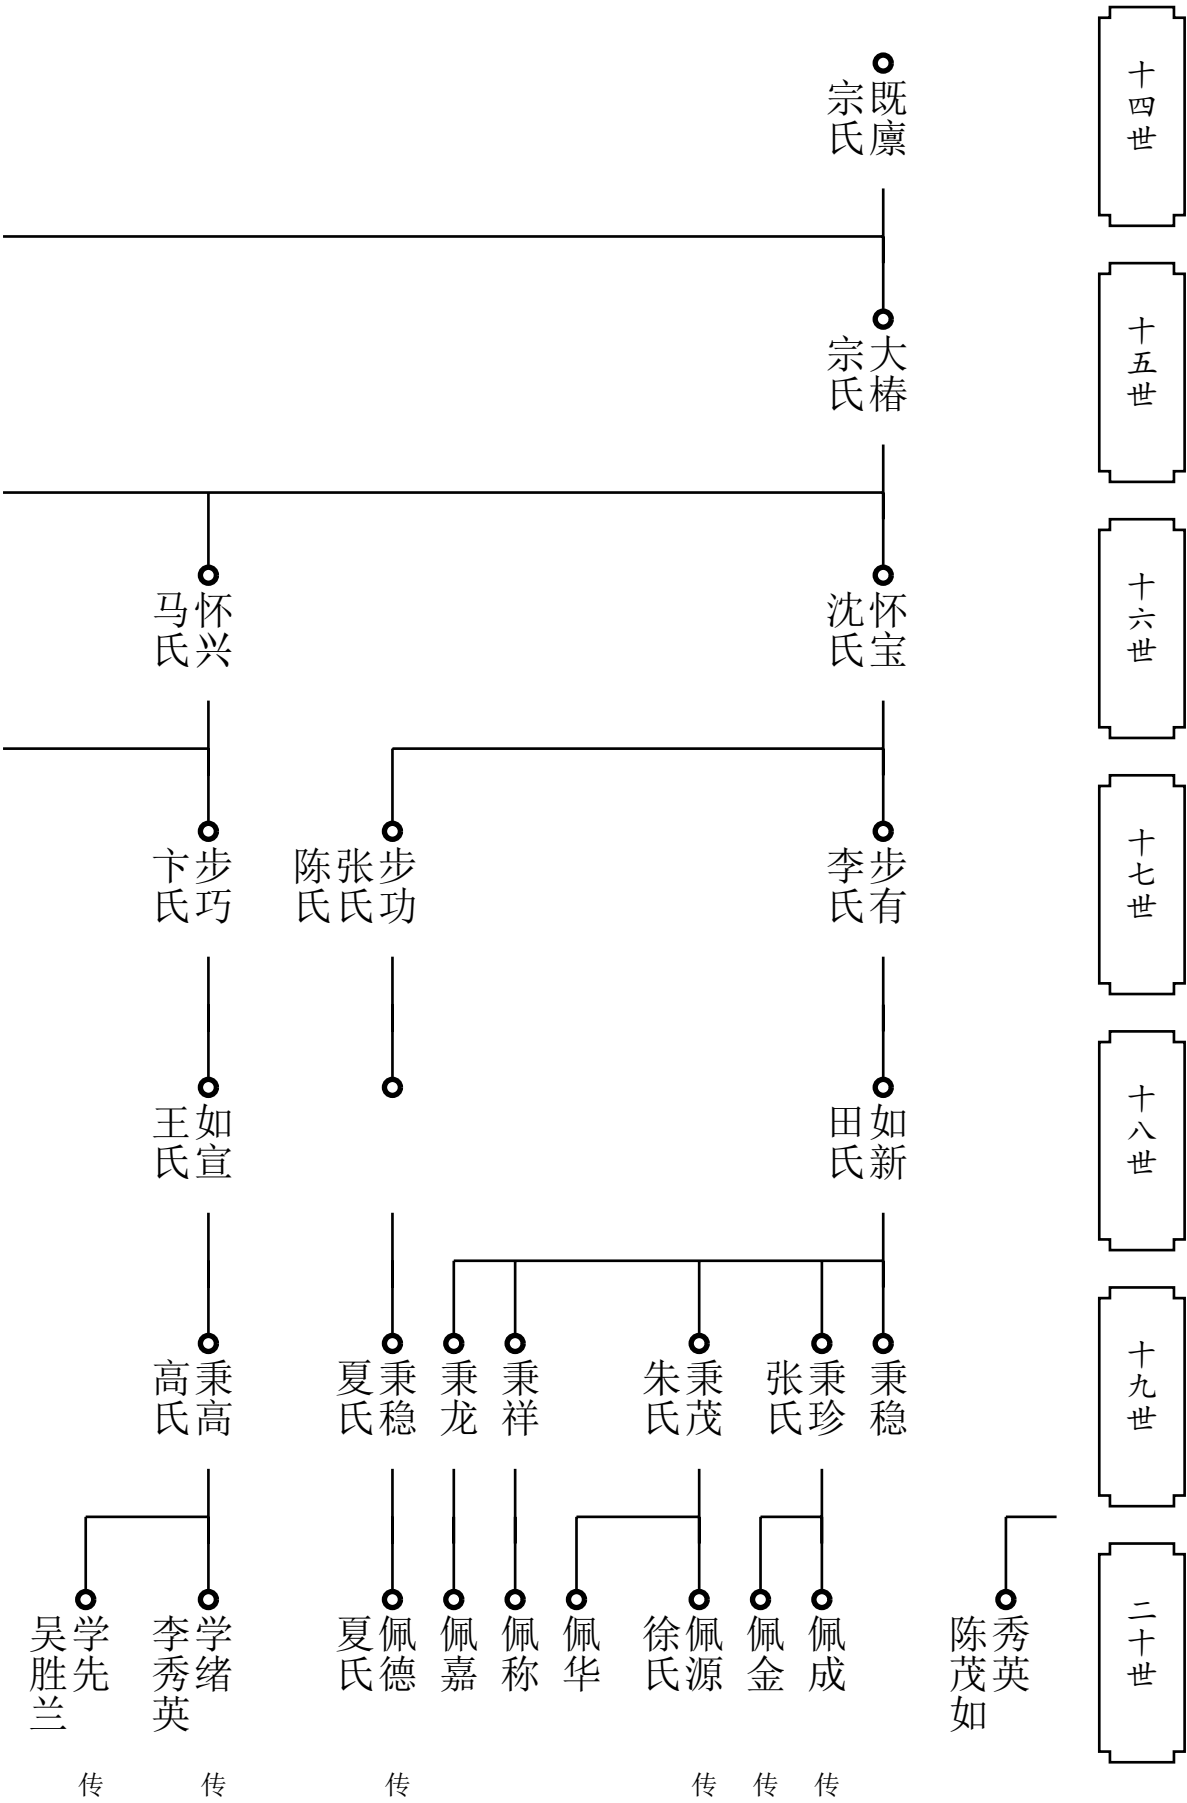 十四世
既廪
宗氏
十五世
大椿
宗氏
十六世
怀宝
沈氏
怀兴
马氏
十七世
步有
李氏
步功
张氏
陈氏
步巧
卞氏
十八世
如新
田氏
如宣
王氏
十九世
秉稳
秉珍
张氏
秉茂
朱氏
秉祥
秉龙
秉稳
夏氏
秉高
高氏
二十世
秀英
陈茂如
佩成
佩金
佩源
徐氏
佩华
佩称
佩嘉
佩德
夏氏
学绪
李秀英
学先
吴胜兰
传
传
传
传
传
传